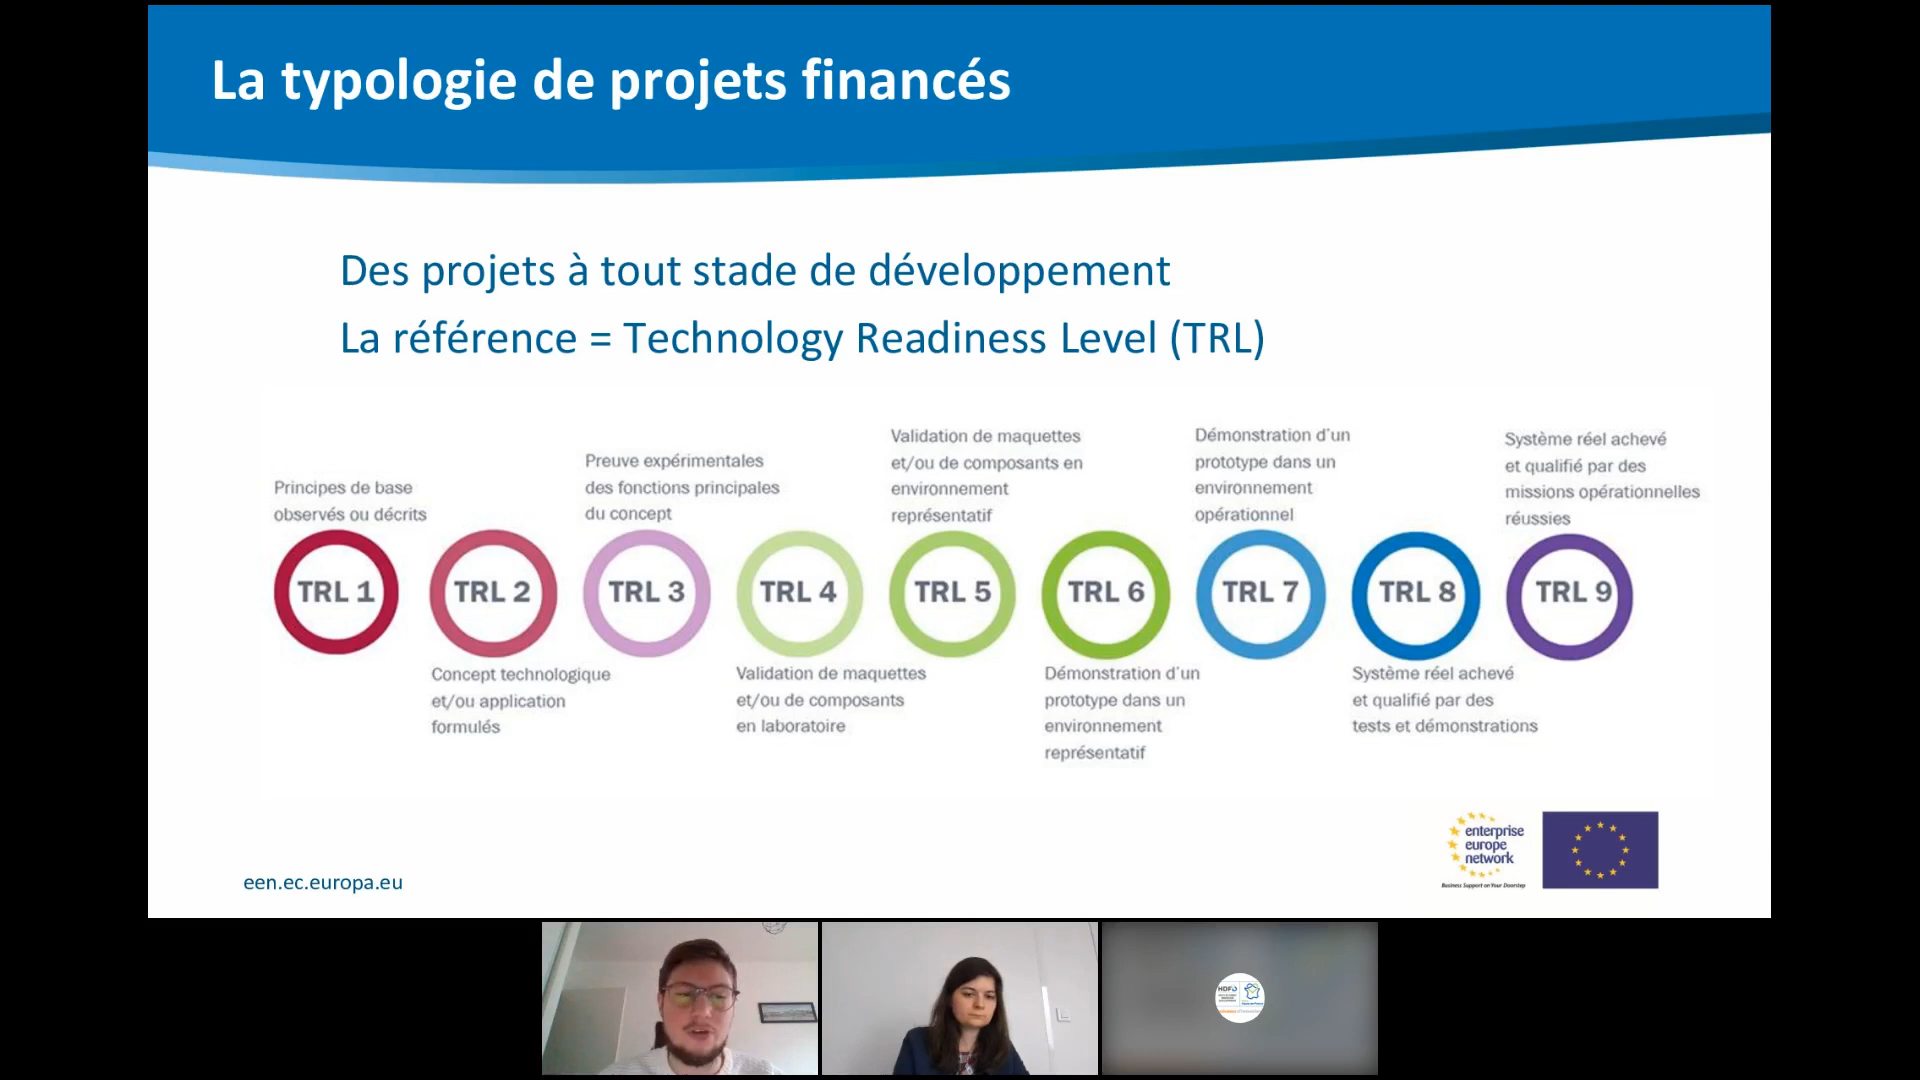 La typologie de projets financés
Des projets à tout stade de développement
La référence = Technology Readiness Level (TRL)
Principes de base
observés ou décrits
TRL 1
TRL 2
Concept technologique
et/ou application
formulés
Preuve expérimentales
des fonctions principales
du concept
TRL 3
TRL 4
Validation de maquettes
et/ou de composants
en laboratoire
Validation de maquettes
et/ou de composants en
environnement
représentatif
TRL 5
TRL 6
Démonstration d'un
prototype dans un
environnement
représentatif
Démonstration d'un
prototype dans un
environnement
opérationnel
TRL 7
TRL 8
Système réel achevé
et qualifié par des
tests et démonstrations
Système réel achevé
et qualifié par des
missions opérationnelles
réussies
TRL 9
een.ec.europa.eu
enterprise
europe
network
Business Support on Your Doorstep
HDFID